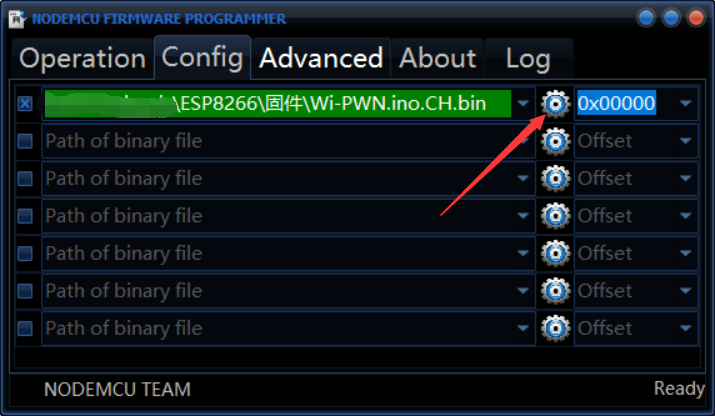 NODEMCU FIRMWARE PROGRAMMER
Operation Config Advanced About Log
\ESP8266\固件\Wi-PWN.ino.CH.bin 0x00000
Path of binary file Offset
Path of binary file Offset
Path of binary file Offset
Path of binary file Offset
Path of binary file Offset
Path of binary file Offset
NODEMCU TEAM Ready